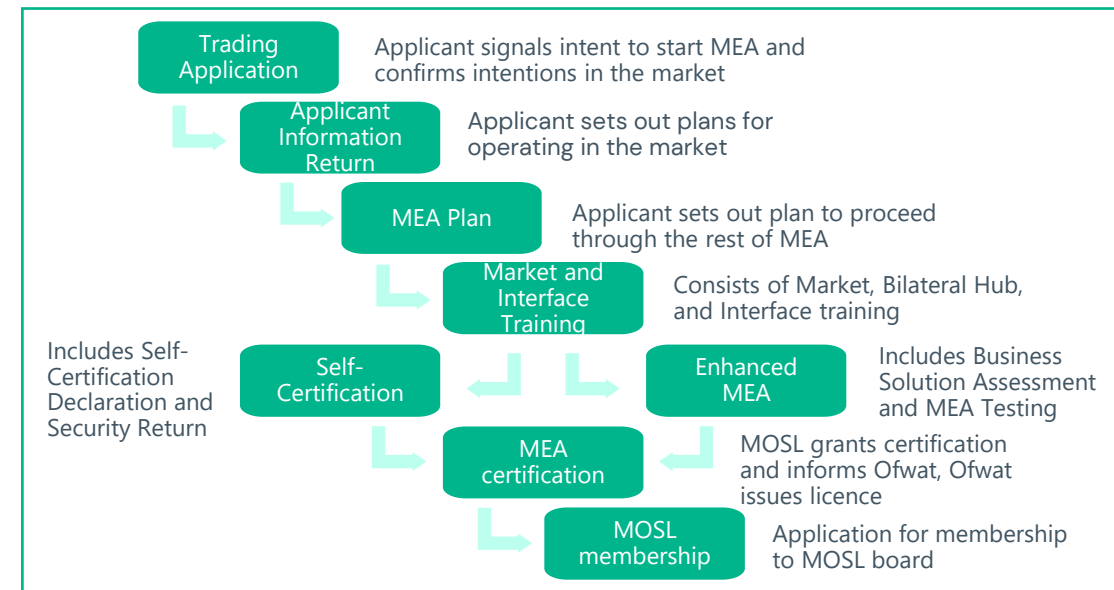 Trading
Application
Applicant signals intent to start MEA and
confirms intentions in the market
Applicant
Information
Return
Applicant sets out plans for
operating in the market
MEA Plan
Applicant sets out plan to proceed
through the rest of MEA
Market and
Interface
Training
Consists of Market, Bilateral Hub,
and Interface training
Includes Self-
Certification
Declaration and
Security Return
Self-
Certification
Enhanced
MEA
Includes Business
Solution Assessment
and MEA Testing
MEA
certification
MOSL grants certification
and informs Ofwat, Ofwat
issues licence
MOSL
membership
Application for membership
to MOSL board